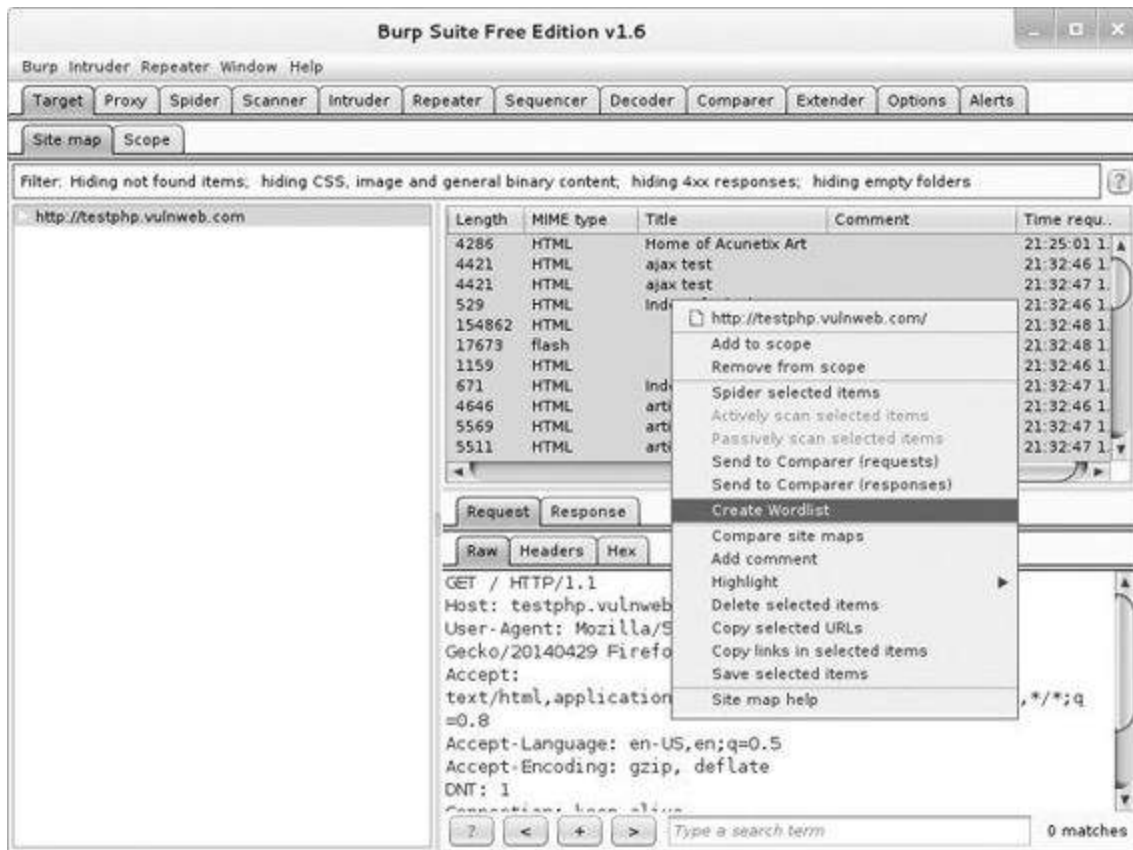 Burp Suite Free Edition v1.6
Burp Intruder Repeater Window Help
Target Proxy Spider Scanner Intruder Repeater Sequencer Decoder Comparer Extender Options Alerts
Site map Scope
Filter: Hiding not found items; hiding CSS, image and general binary content; hiding 4xx responses; hiding empty folders ?
http://testphp.vulnweb.com
Length MIME type Title Comment Time requ..
4286 HTML Home of Acunetix Art 21:25:01 1.
4421 HTML ajax test 21:32:46 1.
4421 HTML ajax test 21:32:47 1.
529 HTML 21:32:46 1.
154862 HTML 21:32:48 1.
17673 flash 21:32:48 1.
1159 HTML 21:32:46 1.
671 HTML Inde 21:32:47 1.
4646 HTML arti 21:32:46 1.
5569 HTML arti 21:32:47 1.
5511 HTML arti 21:32:47 1.
http://testphp.vulnweb.com/
Add to scope
Remove from scope
Spider selected items
Actively scan selected items
Passively scan selected items
Send to Comparer (requests)
Send to Comparer (responses)
Create Wordlist
Compare site maps
Add comment
Highlight
Delete selected items
Copy selected URLs
Copy links in selected items
Save selected items
Site map help
Request Response
Raw Headers Hex
GET / HTTP/1.1
Host: testphp.vulnweb
User-Agent: Mozilla/5
Gecko/20140429 Firefo
Accept:
text/html,application ,*/*;q
=0.8
Accept-Language: en-US,en;q=0.5
Accept-Encoding: gzip, deflate
DNT: 1
? < + > Type a search term 0 matches